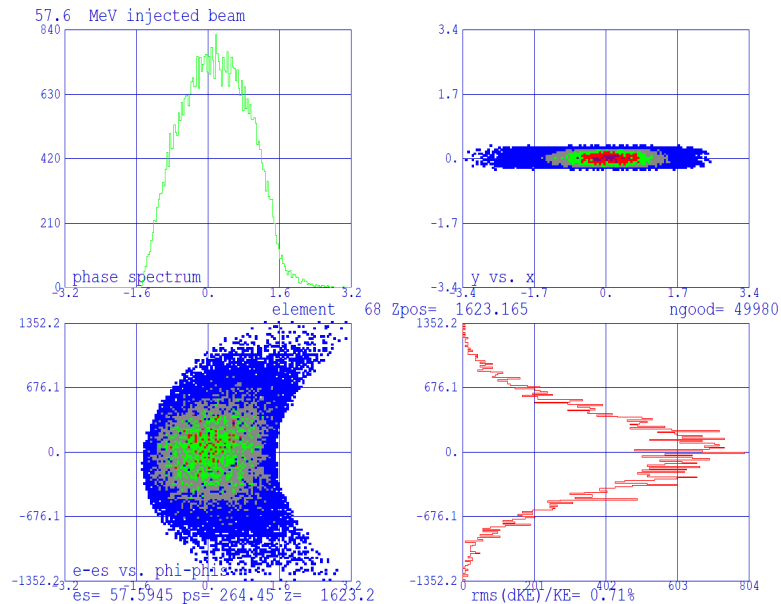 57.6 MeV injected beam
840
630
420
210
0
phase spectrum
-3.2 -1.6 0. 1.6 3.2
3.4
1.7
0.
-1.7
-3.4
y vs. x
-3.4 -1.7 0. 1.7 3.4
element 68 Zpos= 1623.165 ngood= 49980
1352.2
676.1
0.
-676.1
-1352.2
e-es vs. phi-phis
-3.2 -1.6 0. 1.6 3.2
es= 57.5945 ps= 264.45 z= 1623.2
1352.2
676.1
0.
-676.1
-1352.2
0 201 402 603 804
rms(dKE)/KE= 0.71%